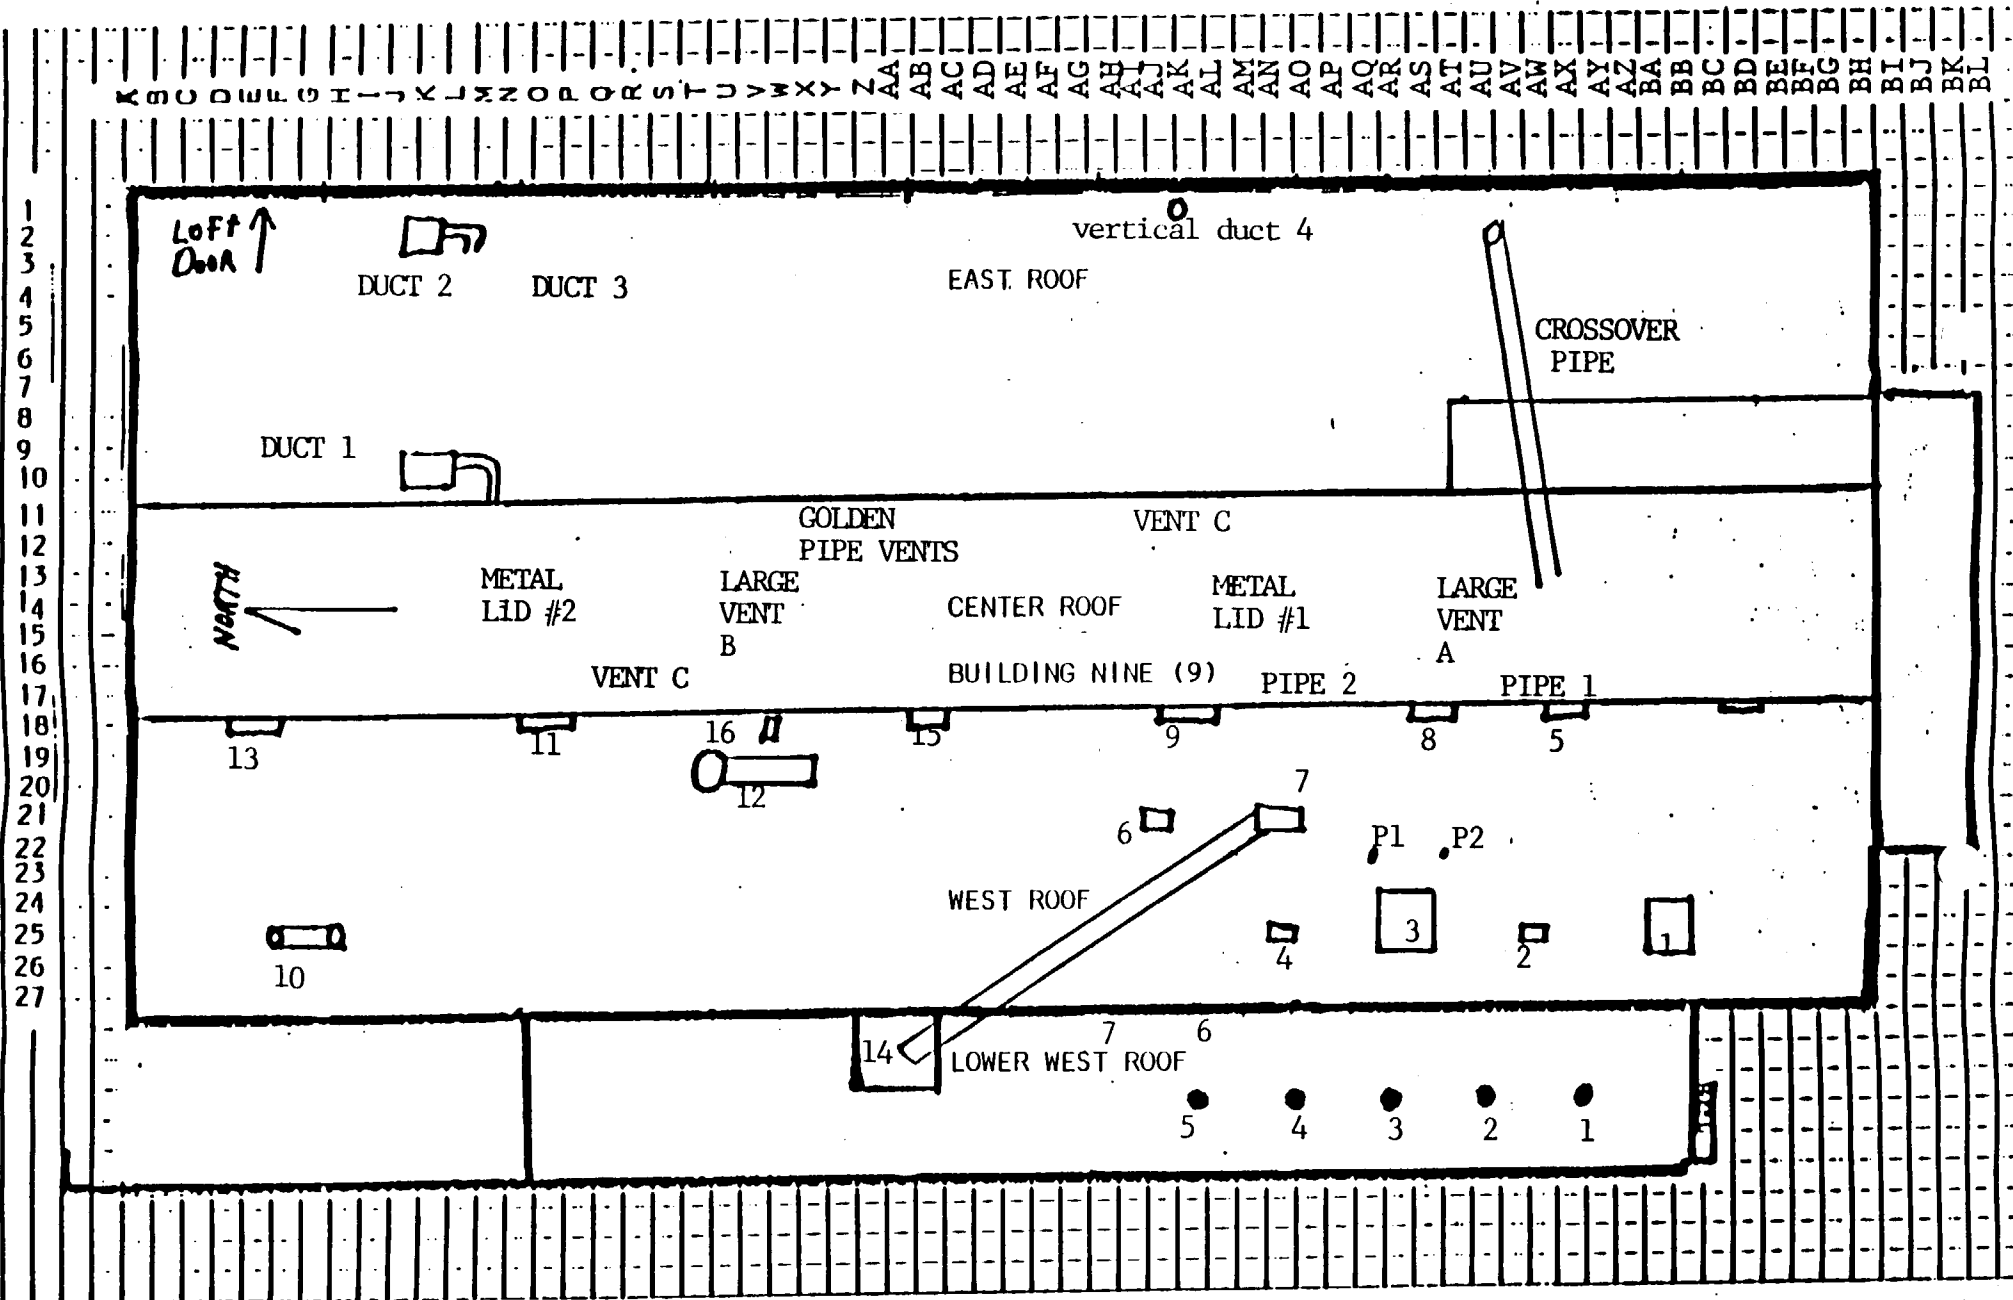 A B C D E F G H I J K L M N O P Q R S T U V W X Y Z AA AB AC AD AE AF AG AH AI AJ AK AL AM AN AO AP AQ AR AS AT AU AV AW AX AY AZ BA BB BC BD BE BF BG BH BI BJ BK BL
1
2
3
4
5
6
7
8
9
10
11
12
13
14
15
16
17
18
19
20
21
22
23
24
25
26
27
LOFT
DOOR
vertical duct 4
DUCT 2
DUCT 3
EAST ROOF
CROSSOVER
PIPE
DUCT 1
GOLDEN
PIPE VENTS
VENT C
NORTH
METAL
LID #2
LARGE
VENT
B
CENTER ROOF
METAL
LID #1
LARGE
VENT
A
VENT C
BUILDING NINE (9)
PIPE 2
PIPE 1
13
11
16
15
9
8
5
12
7
6
P1
P2
WEST ROOF
3
1
4
2
10
7
6
14
LOWER WEST ROOF
5
4
3
2
1